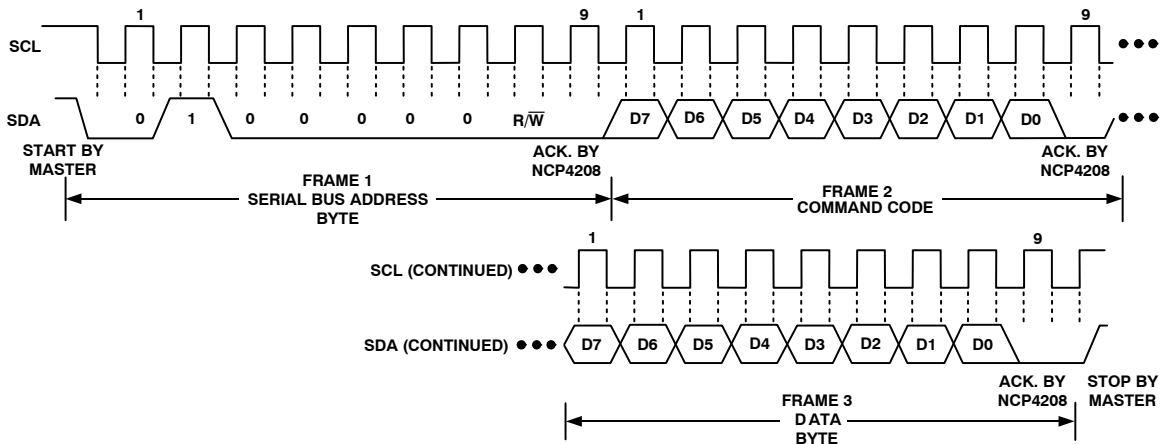 1 9 1 9
SCL
SDA 0 1 0 0 0 0 0 R/W̅ D7 D6 D5 D4 D3 D2 D1 D0
START BY
MASTER
ACK. BY
NCP4208
ACK. BY
NCP4208
FRAME 1
SERIAL BUS ADDRESS
BYTE
FRAME 2
COMMAND CODE
1 9
SCL (CONTINUED)
SDA (CONTINUED) D7 D6 D5 D4 D3 D2 D1 D0
ACK. BY
NCP4208
STOP BY
MASTER
FRAME 3
DATA
BYTE